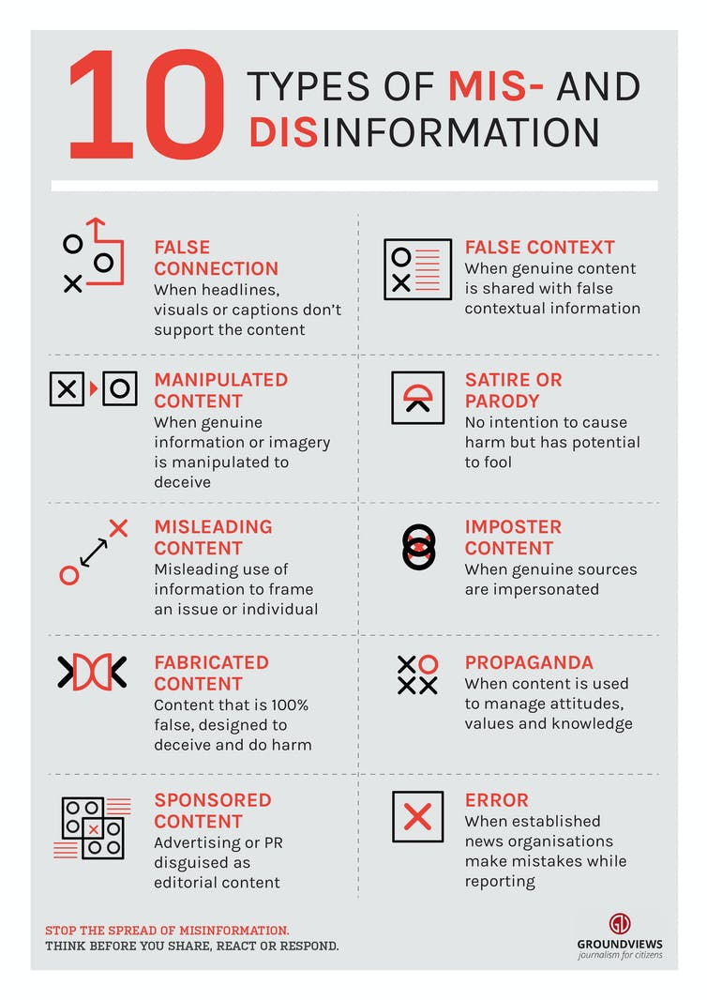 10 TYPES OF MIS- AND
DISINFORMATION
FALSE
CONNECTION
When headlines,
visuals or captions don’t
support the content
FALSE CONTEXT
When genuine content
is shared with false
contextual information
MANIPULATED
CONTENT
When genuine
information or imagery
is manipulated to
deceive
SATIRE OR
PARODY
No intention to cause
harm but has potential
to fool
MISLEADING
CONTENT
Misleading use of
information to frame
an issue or individual
IMPOSTER
CONTENT
When genuine sources
are impersonated
FABRICATED
CONTENT
Content that is 100%
false, designed to
deceive and do harm
PROPAGANDA
When content is used
to manage attitudes,
values and knowledge
SPONSORED
CONTENT
Advertising or PR
disguised as
editorial content
ERROR
When established
news organisations
make mistakes while
reporting
STOP THE SPREAD OF MISINFORMATION.
THINK BEFORE YOU SHARE, REACT OR RESPOND.
GROUNDVIEWS
journalism for citizens